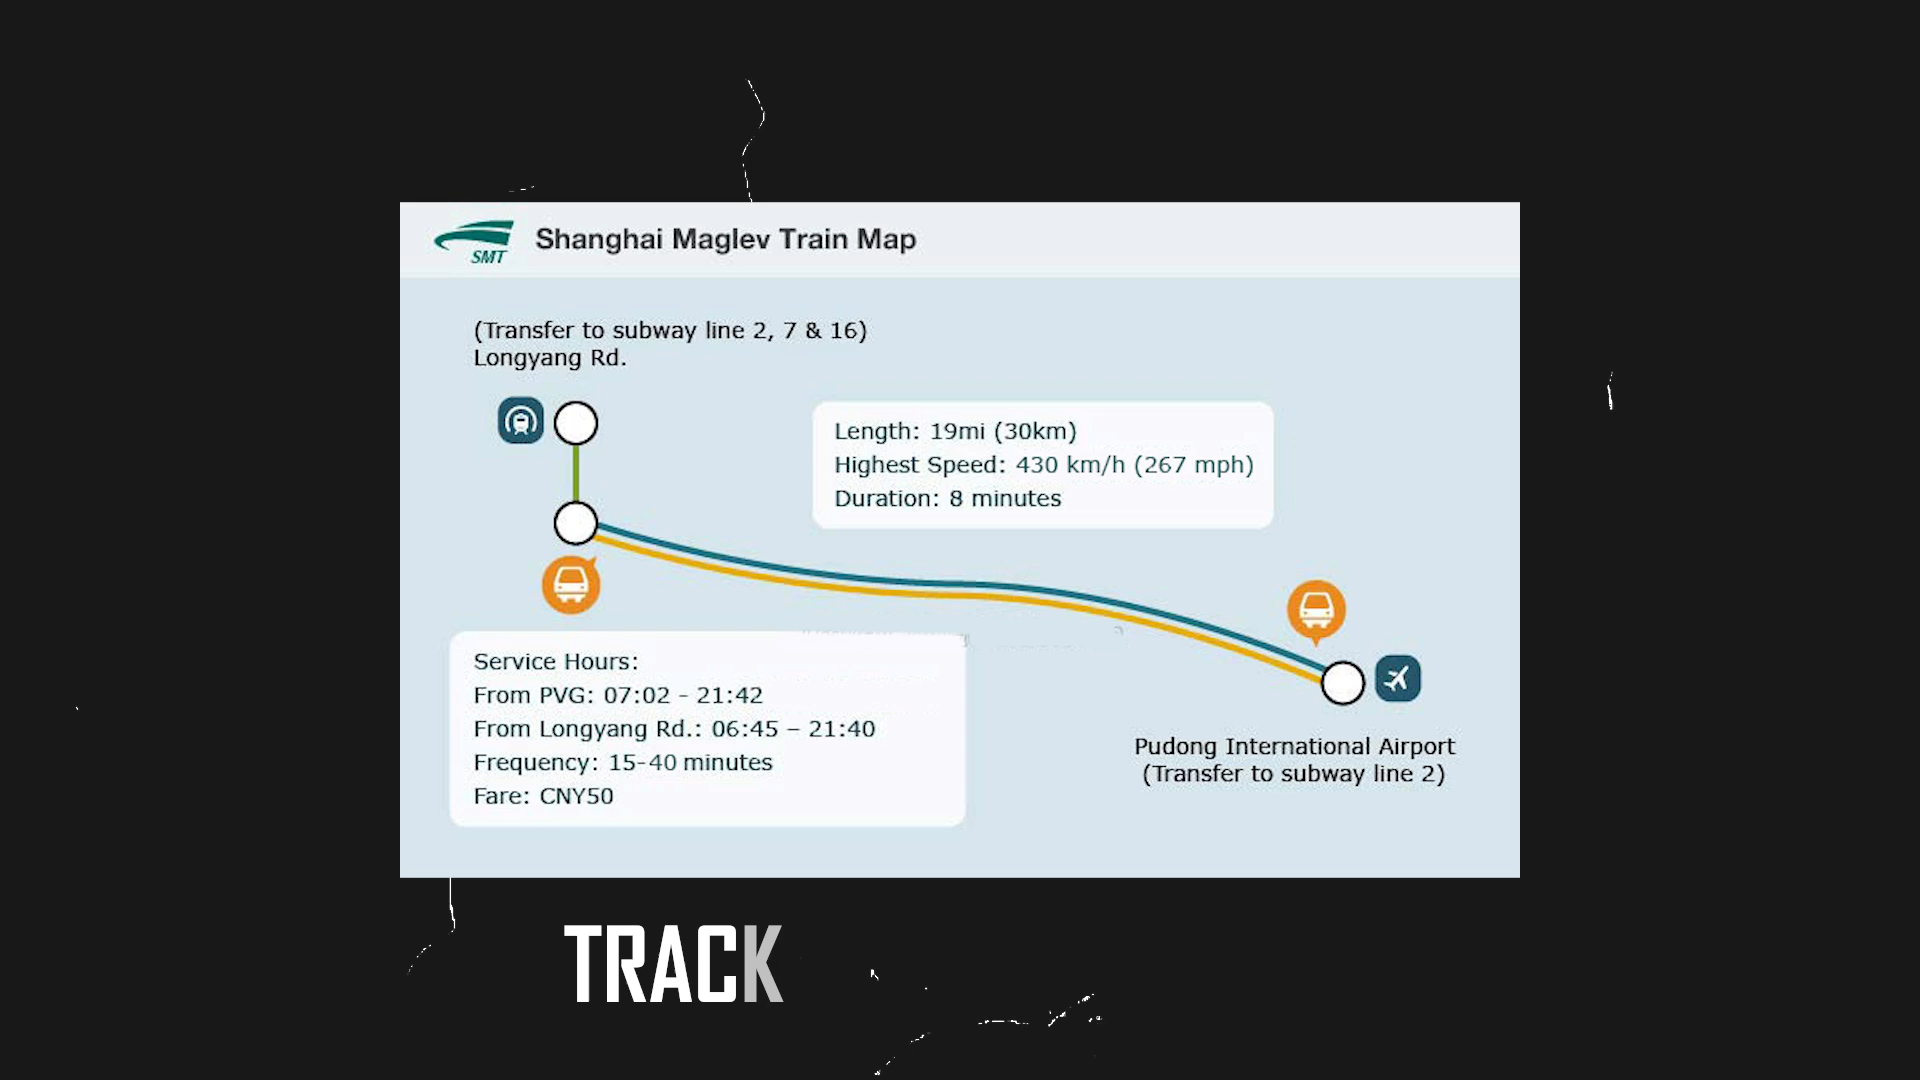 SMT
Shanghai Maglev Train Map
(Transfer to subway line 2, 7 & 16)
Longyang Rd.
Length: 19mi (30km)
Highest Speed: 430 km/h (267 mph)
Duration: 8 minutes
Service Hours:
From PVG: 07:02 - 21:42
From Longyang Rd.: 06:45 – 21:40
Frequency: 15-40 minutes
Fare: CNY50
Pudong International Airport
(Transfer to subway line 2)
TRACK